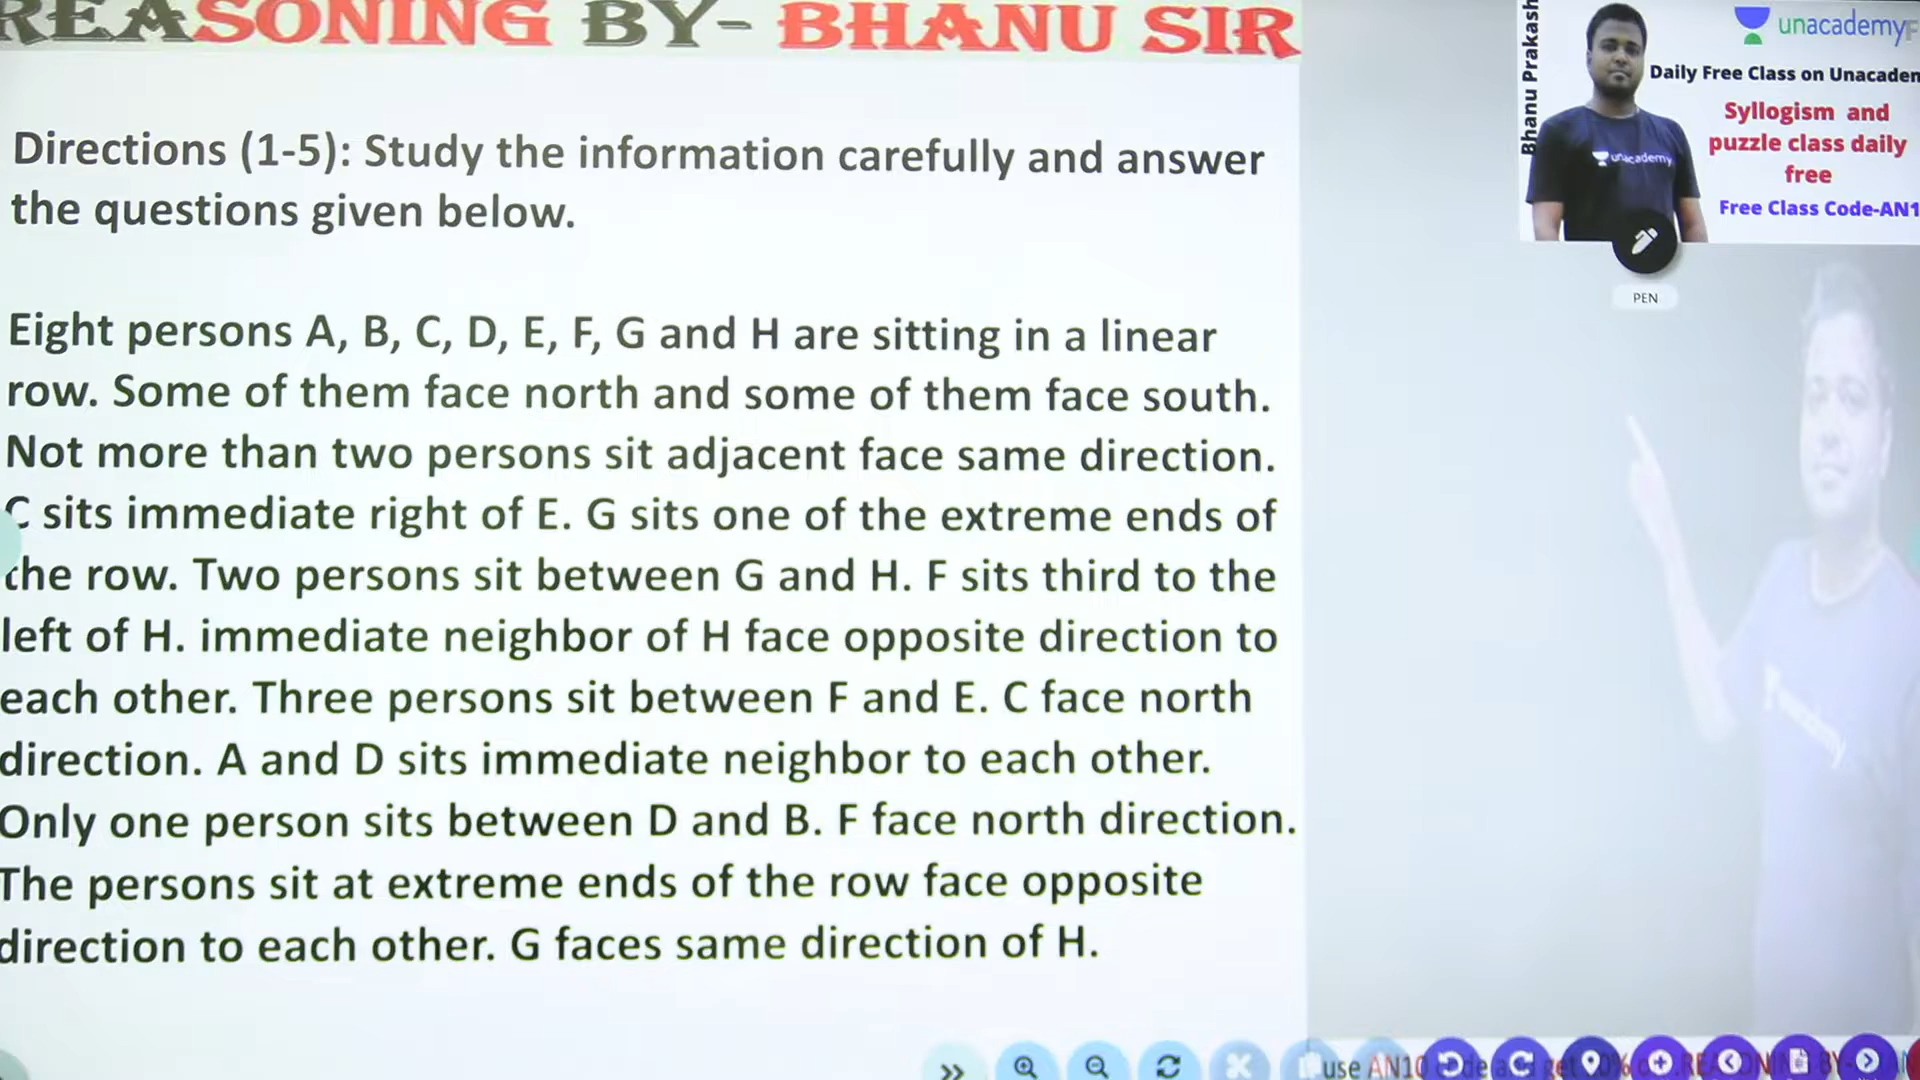 REASONING BY- BHANU SIR
Directions (1-5): Study the information carefully and answer
the questions given below.
Eight persons A, B, C, D, E, F, G and H are sitting in a linear
row. Some of them face north and some of them face south.
Not more than two persons sit adjacent face same direction.
C sits immediate right of E. G sits one of the extreme ends of
the row. Two persons sit between G and H. F sits third to the
left of H. immediate neighbor of H face opposite direction to
each other. Three persons sit between F and E. C face north
direction. A and D sits immediate neighbor to each other.
Only one person sits between D and B. F face north direction.
The persons sit at extreme ends of the row face opposite
direction to each other. G faces same direction of H.
Bhanu Prakash
unacademy
Daily Free Class on Unacadem
Syllogism and
puzzle class daily
free
Free Class Code-AN1
unacademy
PEN
use AN10